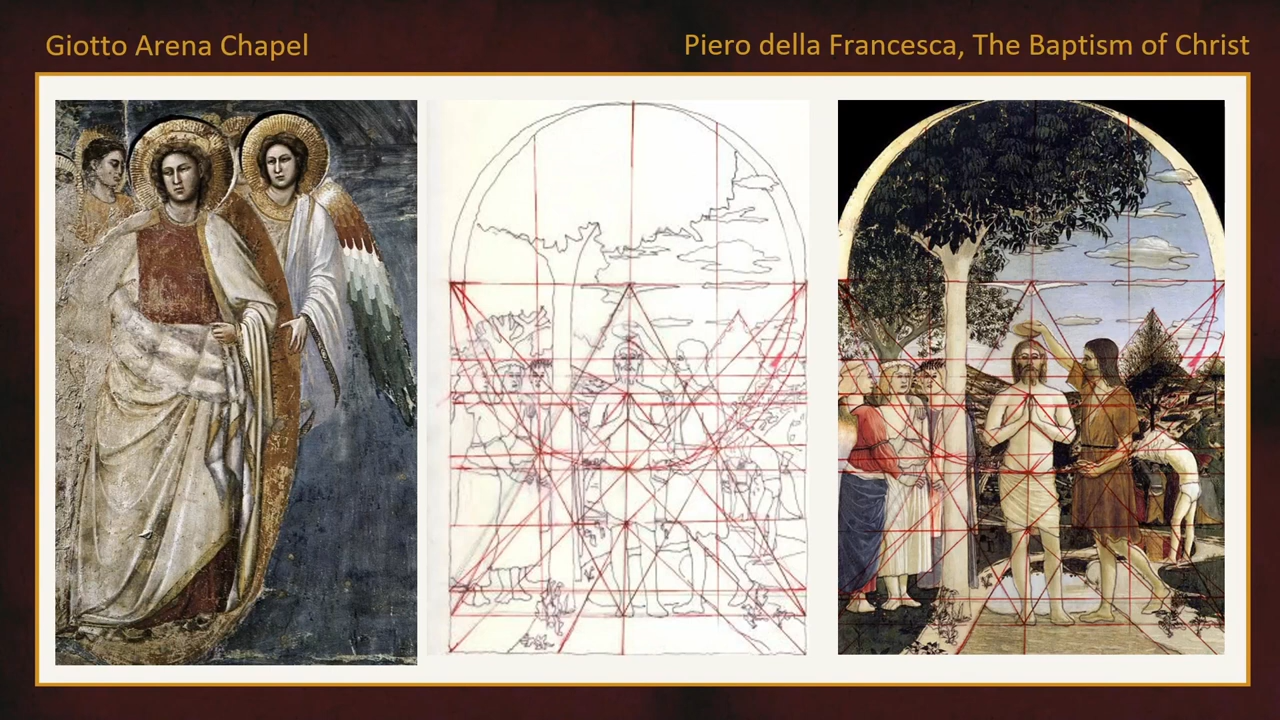 Giotto Arena Chapel
Piero della Francesca, The Baptism of Christ